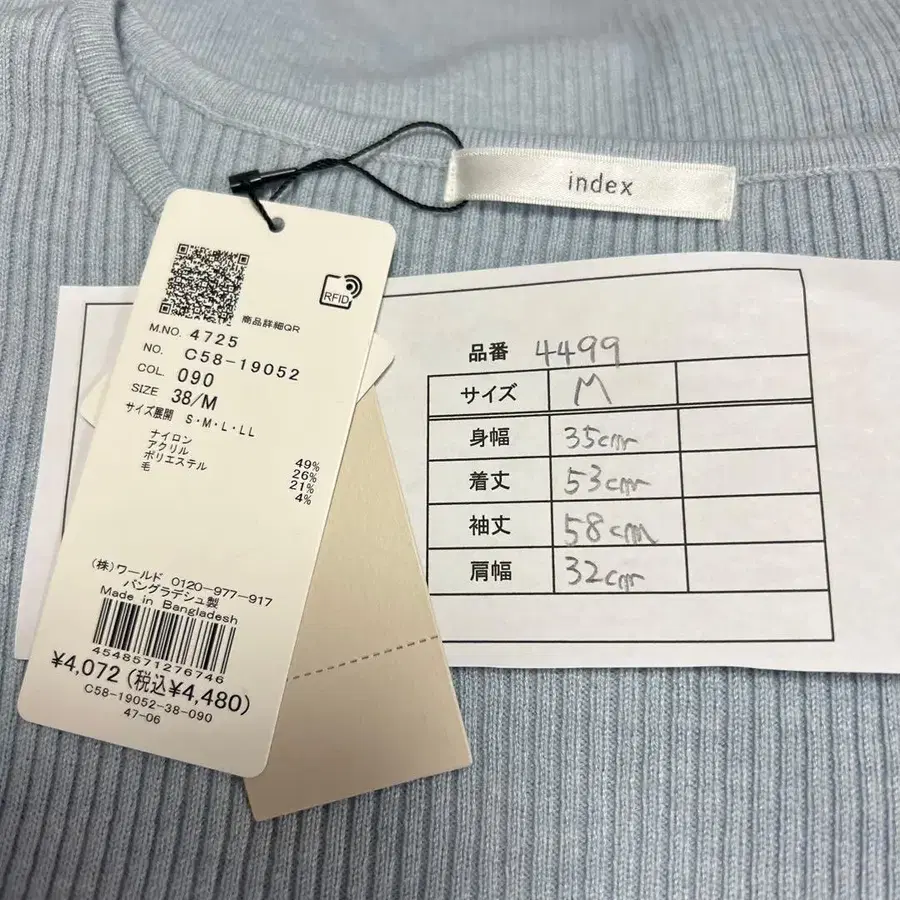 index
RFID
商品詳細QR
M.NO. 4725
NO. C58-19052
COL. 090
SIZE 38/M
サイズ展開 S・M・L・LL
ナイロン 49%
アクリル 26%
ポリエステル 21%
毛 4%
(株)ワールド 0120-977-917
バングラデシュ製
Made in Bangladesh
4548571276746
¥4,072 (税込¥4,480)
C58-19052-38-090
47-06
品番 4499
サイズ M
身幅 35cm
着丈 53cm
袖丈 58cm
肩幅 32cm